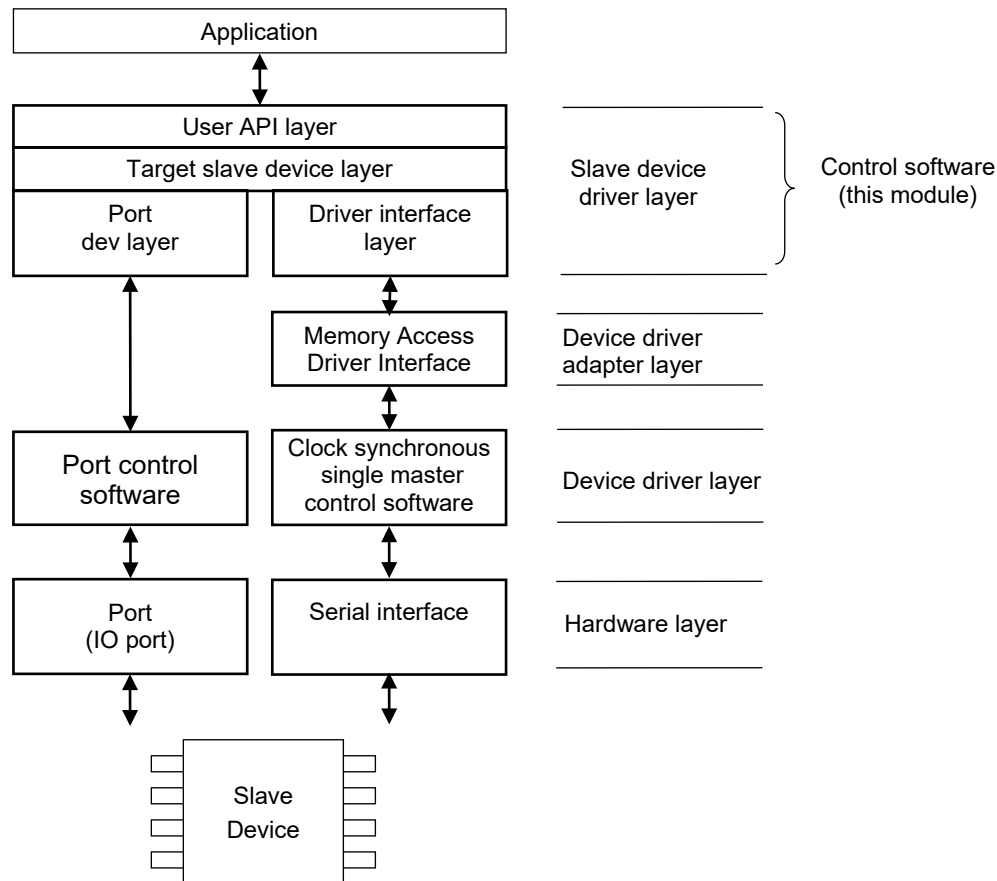 Application
User API layer
Target slave device layer
Port
dev layer
Driver interface
layer
Slave device
driver layer
Control software
(this module)
Memory Access
Driver Interface
Device driver
adapter layer
Port control
software
Clock synchronous
single master
control software
Device driver layer
Port
(IO port)
Serial interface
Hardware layer
Slave
Device